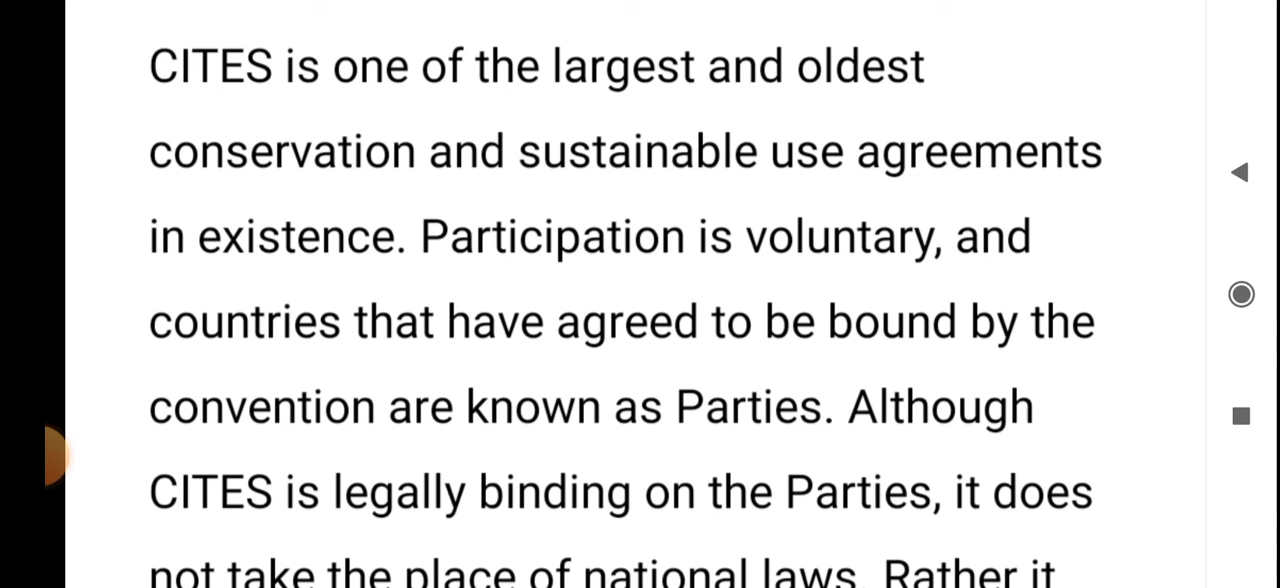 CITES is one of the largest and oldest
conservation and sustainable use agreements
in existence. Participation is voluntary, and
countries that have agreed to be bound by the
convention are known as Parties. Although
CITES is legally binding on the Parties, it does
not take the place of national laws. Rather it